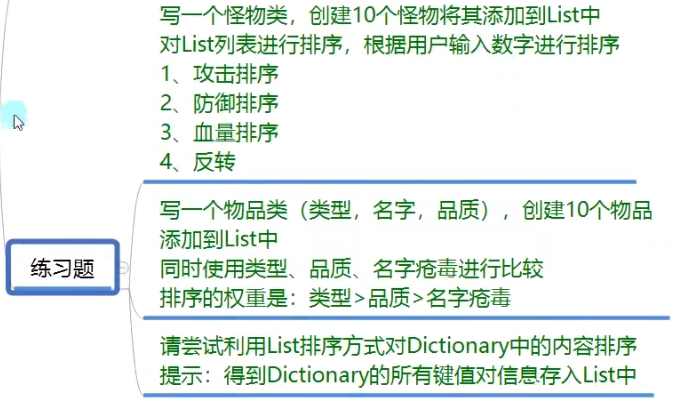 写一个怪物类，创建10个怪物将其添加到List中
对List列表进行排序，根据用户输入数字进行排序
1、攻击排序
2、防御排序
3、血量排序
4、反转
写一个物品类（类型，名字，品质），创建10个物品
添加到List中
同时使用类型、品质、名字疮毒进行比较
排序的权重是：类型>品质>名字疮毒
练习题
请尝试利用List排序方式对Dictionary中的内容排序
提示：得到Dictionary的所有键值对信息存入List中